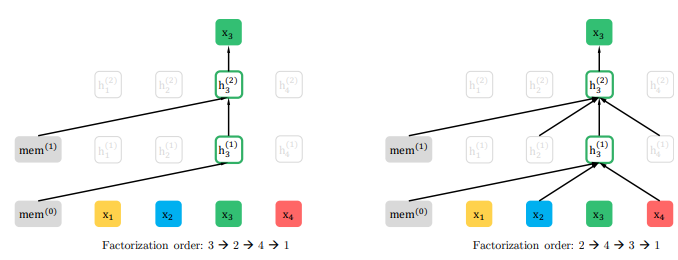 x₃ x₃
h₁⁽²⁾ h₂⁽²⁾ h₃⁽²⁾ h₄⁽²⁾ h₁⁽²⁾ h₂⁽²⁾ h₃⁽²⁾ h₄⁽²⁾
mem⁽¹⁾ h₁⁽¹⁾ h₂⁽¹⁾ h₃⁽¹⁾ h₄⁽¹⁾ mem⁽¹⁾ h₁⁽¹⁾ h₂⁽¹⁾ h₃⁽¹⁾ h₄⁽¹⁾
mem⁽⁰⁾ x₁ x₂ x₃ x₄ mem⁽⁰⁾ x₁ x₂ x₃ x₄
Factorization order: 3 → 2 → 4 → 1 Factorization order: 2 → 4 → 3 → 1